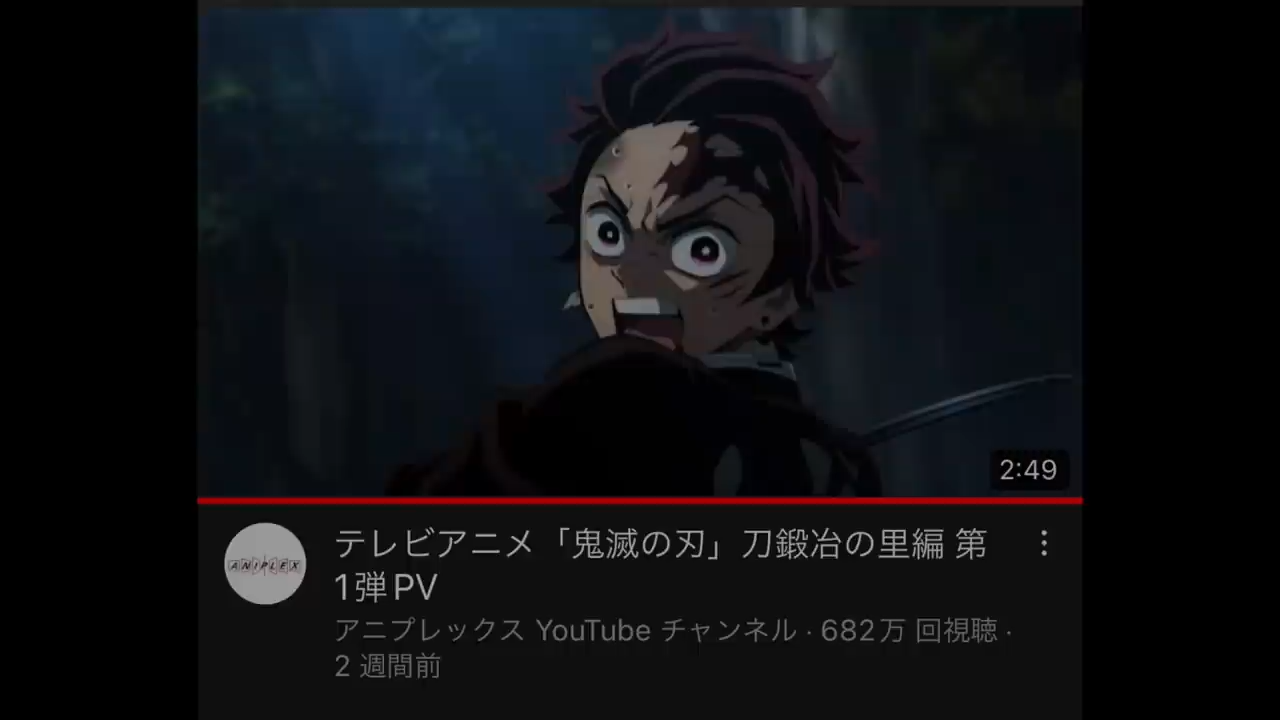 2:49
ANIPLEX
テレビアニメ「鬼滅の刃」刀鍛冶の里編 第
1弾PV
アニプレックス YouTube チャンネル · 682万 回視聴 ·
2 週間前